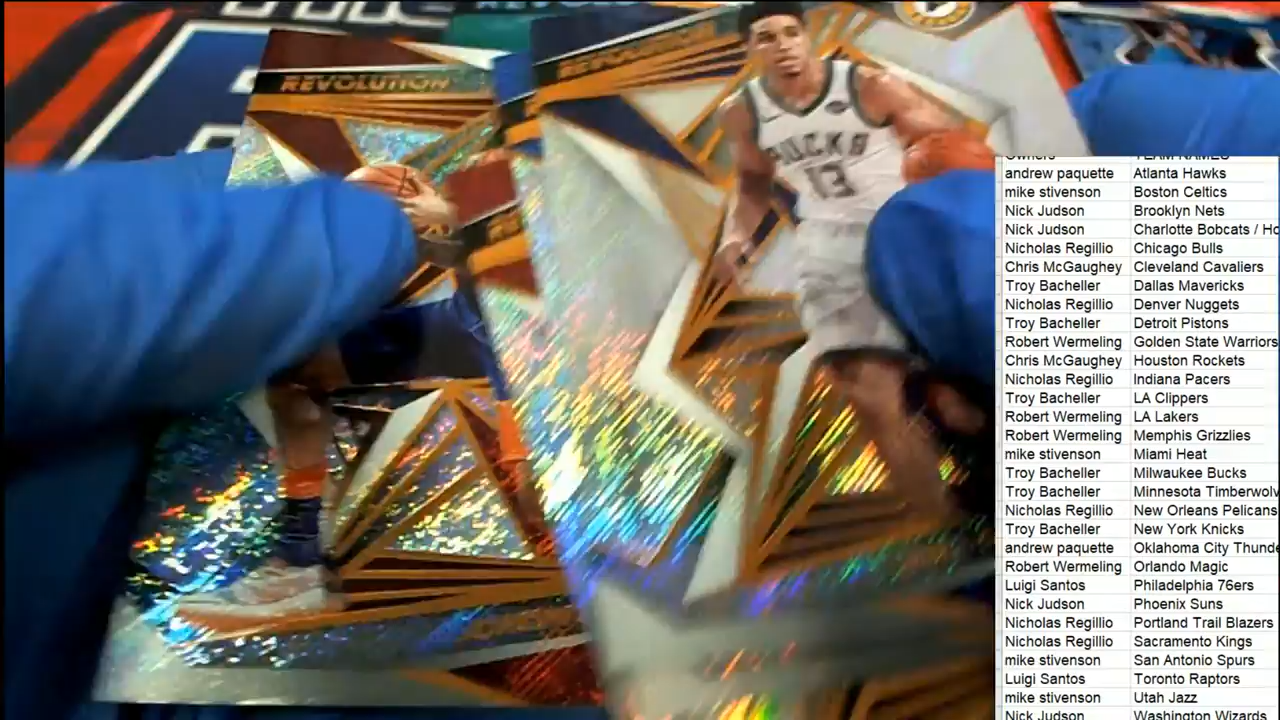 REVOLUTION
REVOLUTION
BUCKS
13
Owners TEAM NAMES
andrew paquette Atlanta Hawks
mike stivenson Boston Celtics
Nick Judson Brooklyn Nets
Nick Judson Charlotte Bobcats / Ho
Nicholas Regillio Chicago Bulls
Chris McGaughey Cleveland Cavaliers
Troy Bacheller Dallas Mavericks
Nicholas Regillio Denver Nuggets
Troy Bacheller Detroit Pistons
Robert Wermeling Golden State Warriors
Chris McGaughey Houston Rockets
Nicholas Regillio Indiana Pacers
Troy Bacheller LA Clippers
Robert Wermeling LA Lakers
Robert Wermeling Memphis Grizzlies
mike stivenson Miami Heat
Troy Bacheller Milwaukee Bucks
Troy Bacheller Minnesota Timberwolv
Nicholas Regillio New Orleans Pelicans
Troy Bacheller New York Knicks
andrew paquette Oklahoma City Thunde
Robert Wermeling Orlando Magic
Luigi Santos Philadelphia 76ers
Nick Judson Phoenix Suns
Nicholas Regillio Portland Trail Blazers
Nicholas Regillio Sacramento Kings
mike stivenson San Antonio Spurs
Luigi Santos Toronto Raptors
mike stivenson Utah Jazz
Nick Judson Washington Wizards